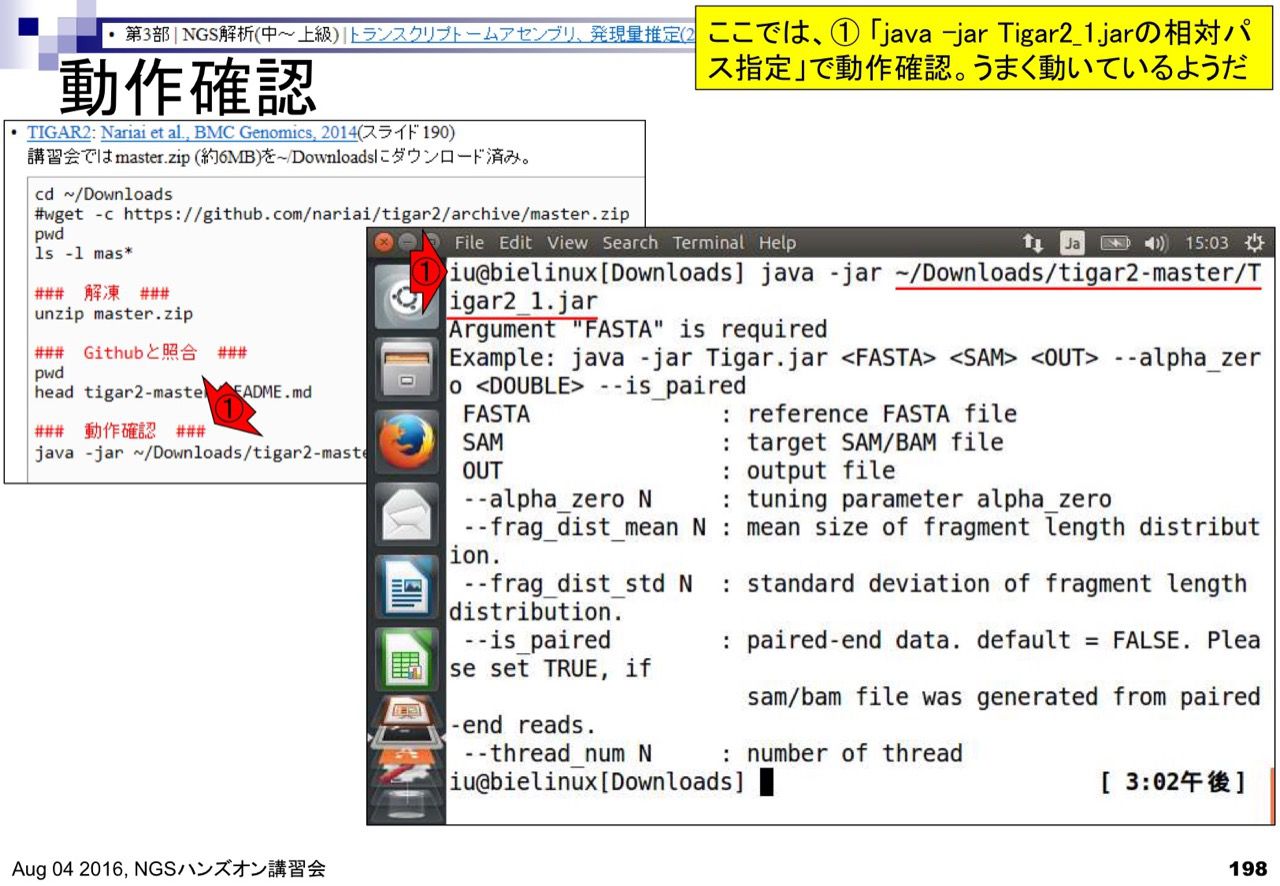 • 第3部 | NGS解析(中～上級) | トランスクリプトームアセンブリ、発現量推定(2
ここでは、①「java –jar Tigar2_1.jarの相対パ
ス指定」で動作確認。うまく動いているようだ
動作確認
• TIGAR2: Nariai et al., BMC Genomics, 2014(スライド190)
講習会ではmaster.zip (約6MB)を~/Downloadsにダウンロード済み。
cd ~/Downloads
#wget -c https://github.com/nariai/tigar2/archive/master.zip
pwd
ls -l mas*
### 解凍 ###
unzip master.zip
### Githubと照合 ###
pwd
head tigar2-master EADME.md
①
### 動作確認 ###
java -jar ~/Downloads/tigar2-maste
File Edit View Search Terminal Help
Ja
15:03
①
iu@bielinux[Downloads] java -jar ~/Downloads/tigar2-master/T
igar2_1.jar
Argument "FASTA" is required
Example: java -jar Tigar.jar <FASTA> <SAM> <OUT> --alpha_zer
o <DOUBLE> --is_paired
FASTA : reference FASTA file
SAM : target SAM/BAM file
OUT : output file
--alpha_zero N : tuning parameter alpha_zero
--frag_dist_mean N : mean size of fragment length distribut
ion.
--frag_dist_std N : standard deviation of fragment length
distribution.
--is_paired : paired-end data. default = FALSE. Plea
se set TRUE, if
sam/bam file was generated from paired
-end reads.
--thread_num N : number of thread
iu@bielinux[Downloads] [ 3:02午後]
Aug 04 2016, NGSハンズオン講習会
198